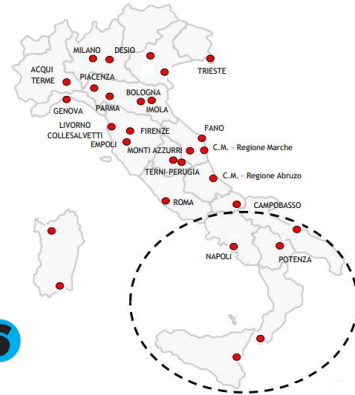 MILANO
DESIO
TRIESTE
ACQUI
TERME
PIACENZA
BOLOGNA
PARMA
IMOLA
GENOVA
LIVORNO
COLLESALVETTI
FIRENZE
FANO
EMPOLI
MONTI AZZURRI
C.M. - Regione Marche
TERNI-PERUGIA
C.M. - Regione Abruzo
ROMA
CAMPOBASSO
NAPOLI
POTENZA
S